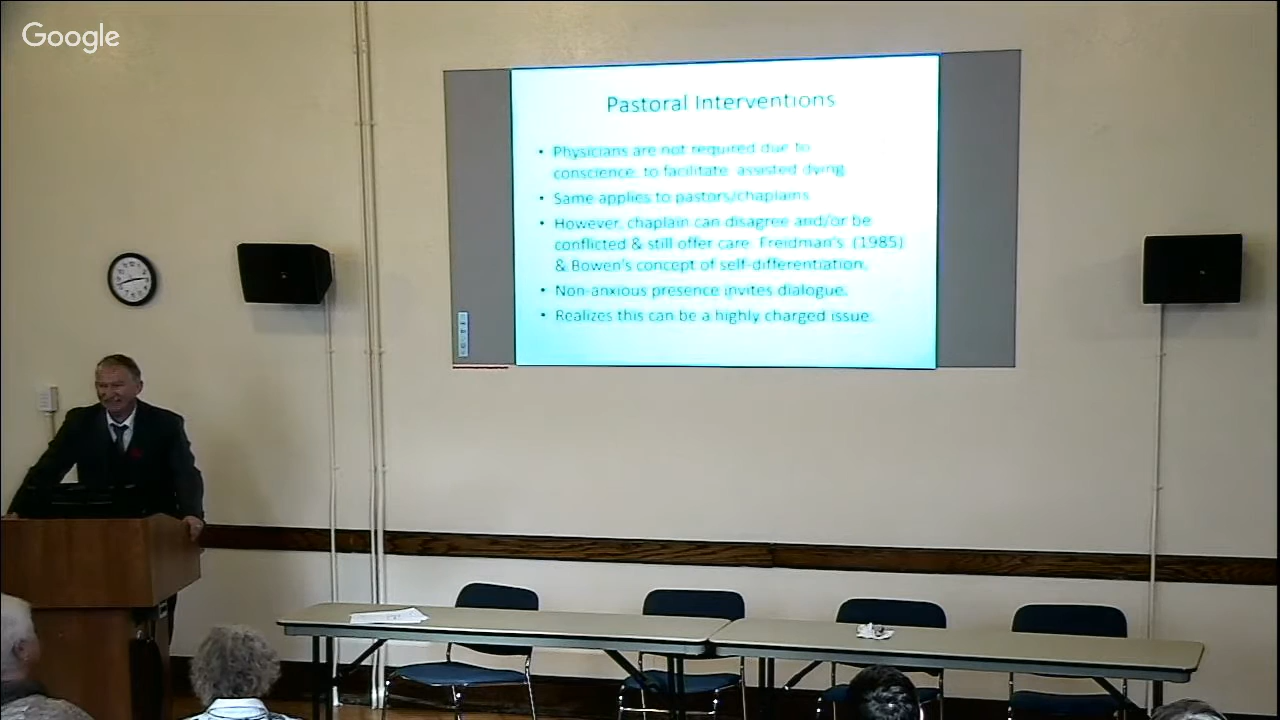 Google
Pastoral Interventions
• Physicians are not required due to
conscience, to facilitate assisted dying
• Same applies to pastors/chaplains
• However, chaplain can disagree and/or be
conflicted & still offer care. Freidman's (1985)
& Bowen's concept of self-differentiation.
• Non-anxious presence invites dialogue.
• Realizes this can be a highly charged issue.